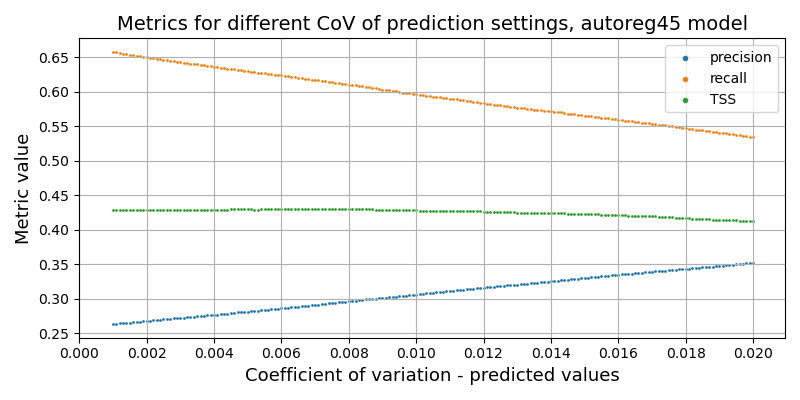 Metrics for different CoV of prediction settings, autoreg45 model
precision
recall
TSS
Metric value
0.65
0.60
0.55
0.50
0.45
0.40
0.35
0.30
0.25
0.000 0.002 0.004 0.006 0.008 0.010 0.012 0.014 0.016 0.018 0.020
Coefficient of variation - predicted values